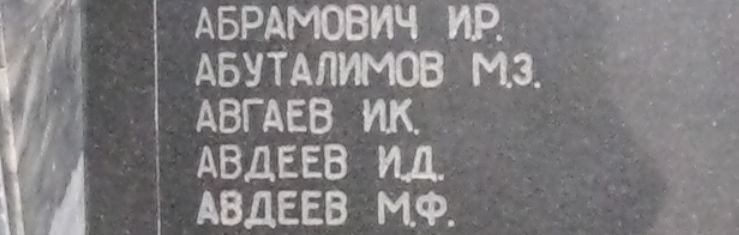 АБРАМОВИЧ И.Р.
АБУТАЛИМОВ М.З.
АВГАЕВ И.К.
АВДЕЕВ И.Д.
АВДЕЕВ М.Ф.